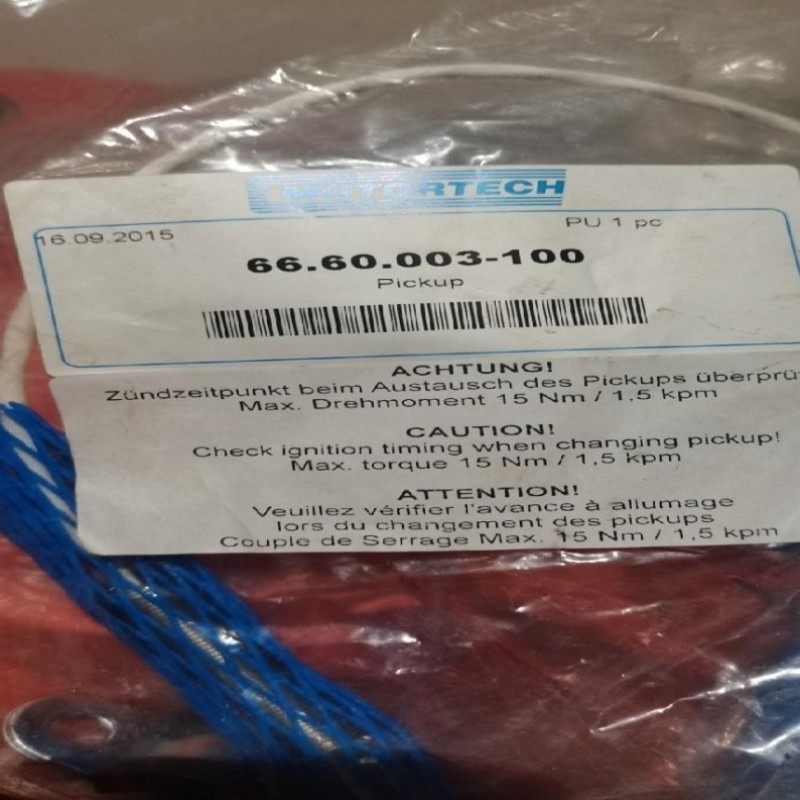 MOTORTECH
16.09.2015
PU 1 pc
66.60.003-100
Pickup
ACHTUNG!
Zündzeitpunkt beim Austausch des Pickups überprü
Max. Drehmoment 15 Nm / 1,5 kpm
CAUTION!
Check ignition timing when changing pickup!
Max. torque 15 Nm / 1,5 kpm
ATTENTION!
Veuillez vérifier l'avance à allumage
lors du changement des pickups
Couple de Serrage Max. 15 Nm / 1,5 kpm